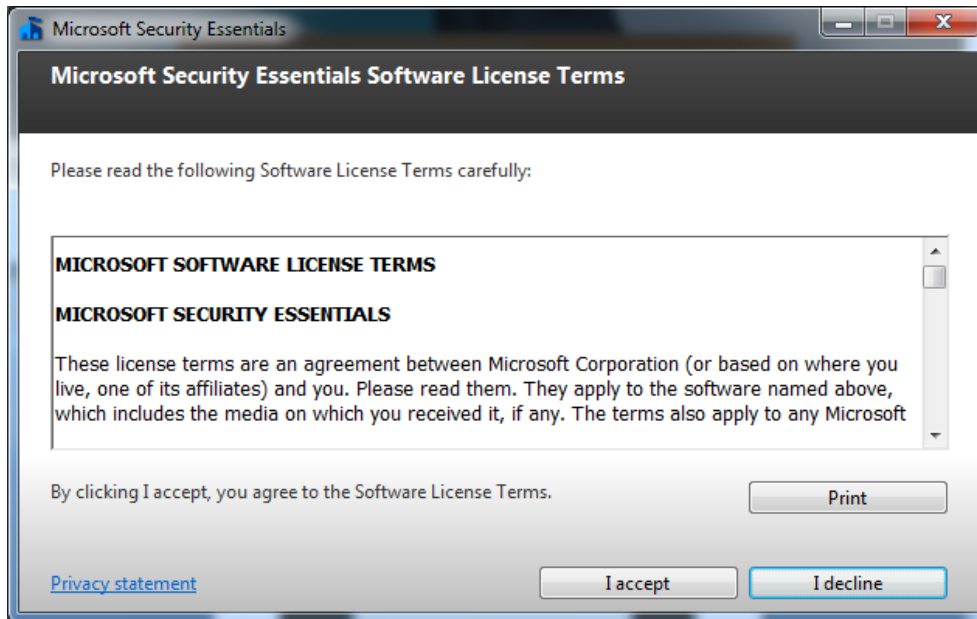 Microsoft Security Essentials
Microsoft Security Essentials Software License Terms
Please read the following Software License Terms carefully:
MICROSOFT SOFTWARE LICENSE TERMS
MICROSOFT SECURITY ESSENTIALS
These license terms are an agreement between Microsoft Corporation (or based on where you
live, one of its affiliates) and you. Please read them. They apply to the software named above,
which includes the media on which you received it, if any. The terms also apply to any Microsoft
By clicking I accept, you agree to the Software License Terms.
Print
Privacy statement
I accept
I decline